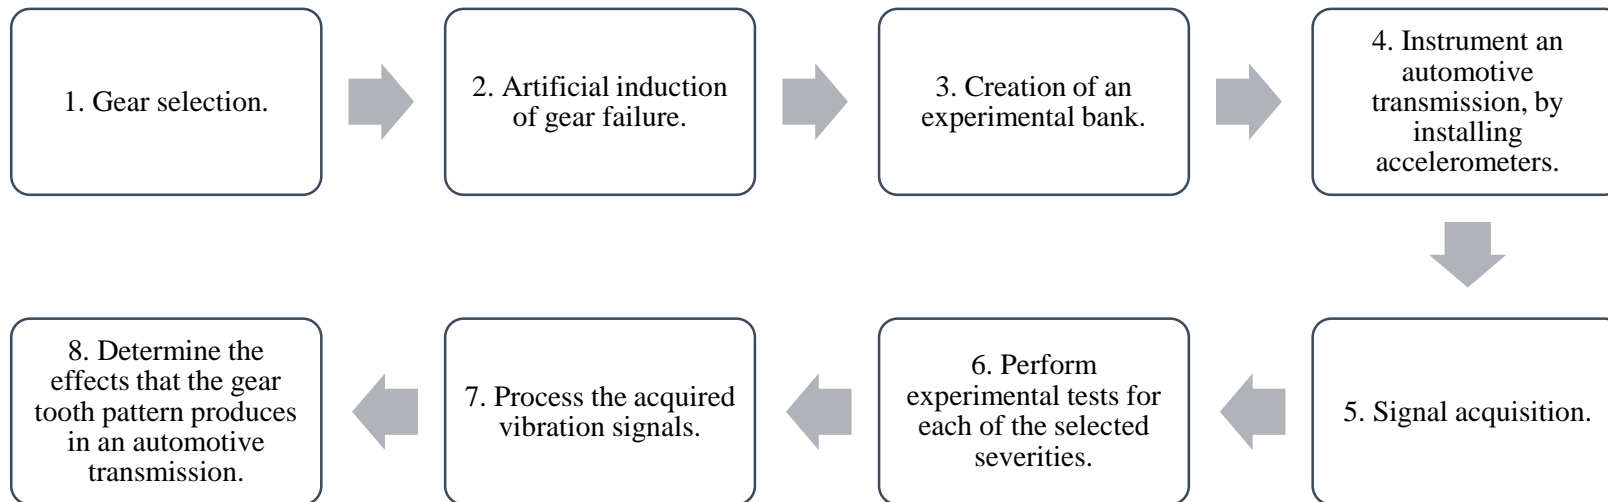 1. Gear selection.
2. Artificial induction
of gear failure.
3. Creation of an
experimental bank.
4. Instrument an
automotive
transmission, by
installing
accelerometers.
5. Signal acquisition.
6. Perform
experimental tests for
each of the selected
severities.
7. Process the acquired
vibration signals.
8. Determine the
effects that the gear
tooth pattern produces
in an automotive
transmission.